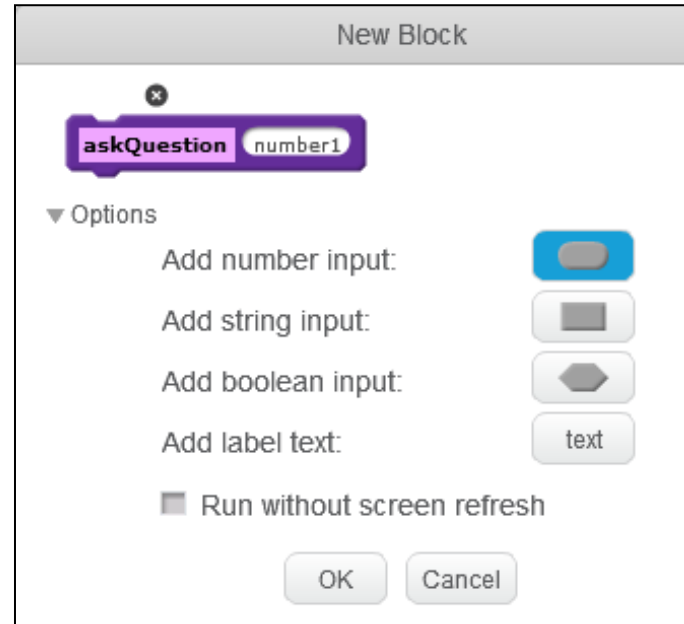 New Block
askQuestion number1
Options
Add number input:
Add string input:
Add boolean input:
Add label text: text
Run without screen refresh
OK Cancel